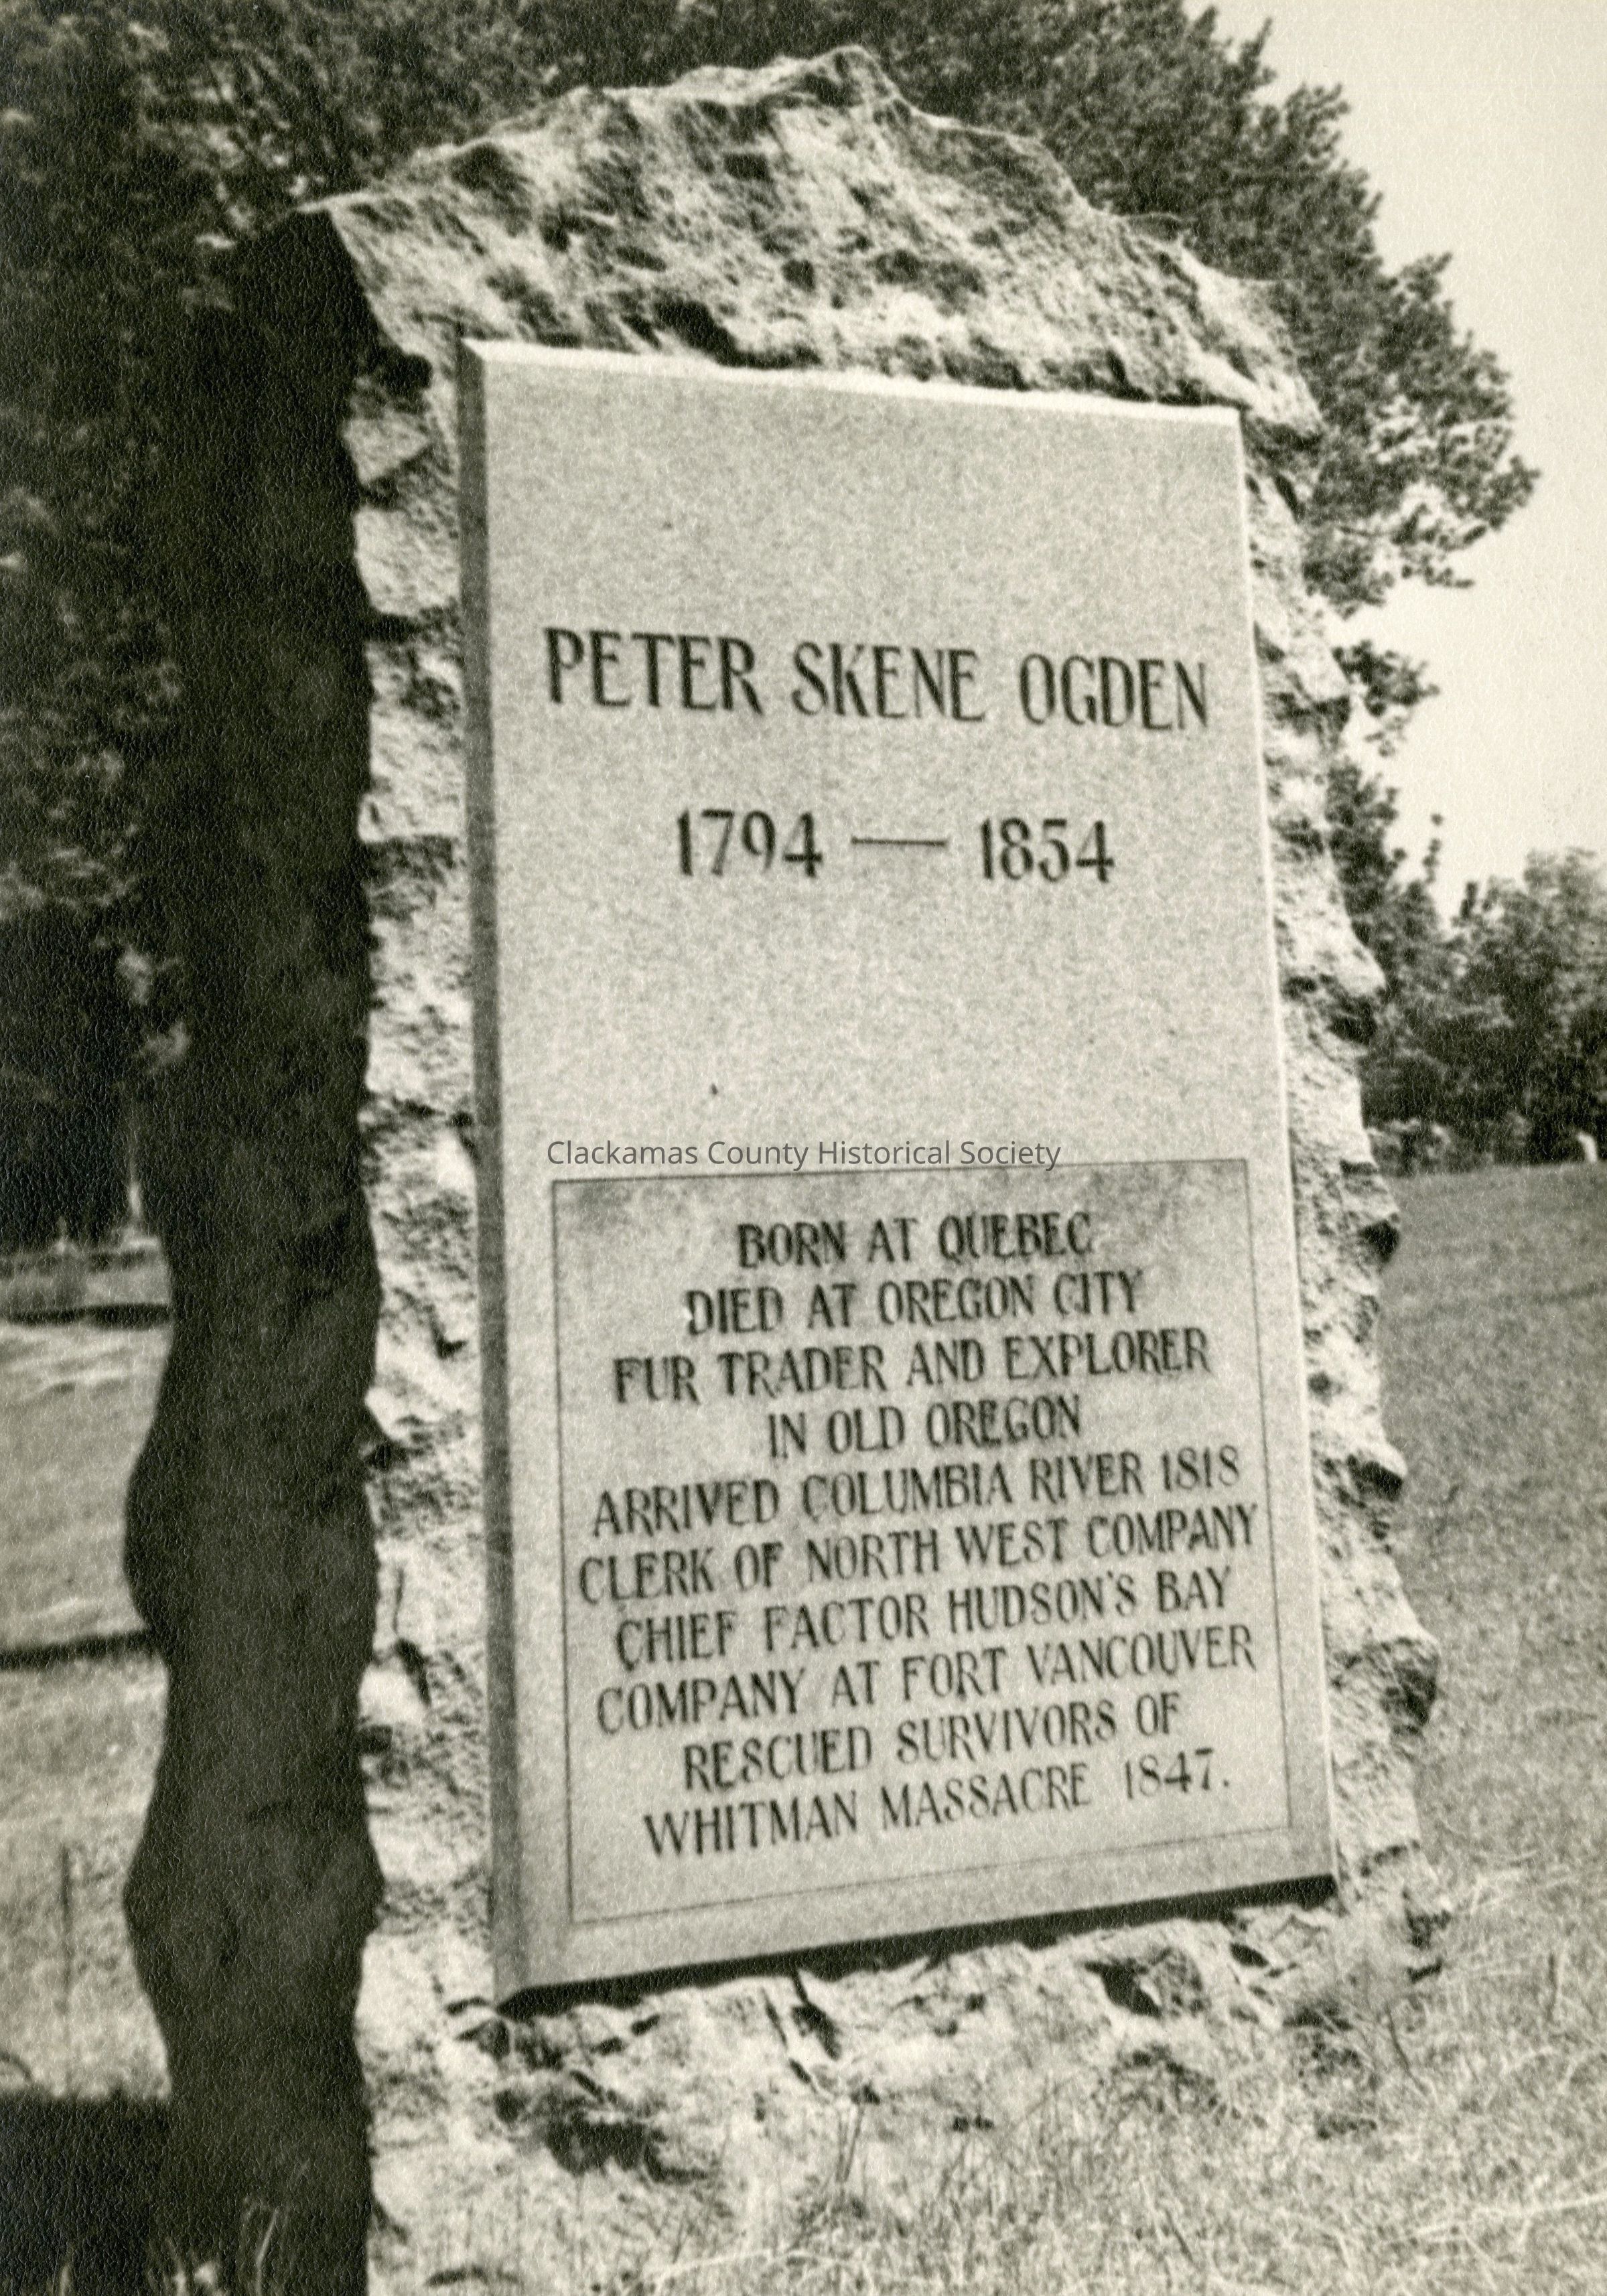 PETER SKENE OGDEN
1794 — 1854
Clackamas County Historical Society
BORN AT QUEBEC
DIED AT OREGON CITY
FUR TRADER AND EXPLORER
IN OLD OREGON
ARRIVED COLUMBIA RIVER 1818
CLERK OF NORTH WEST COMPANY
CHIEF FACTOR HUDSON'S BAY
COMPANY AT FORT VANCOUVER
RESCUED SURVIVORS OF
WHITMAN MASSACRE 1847.